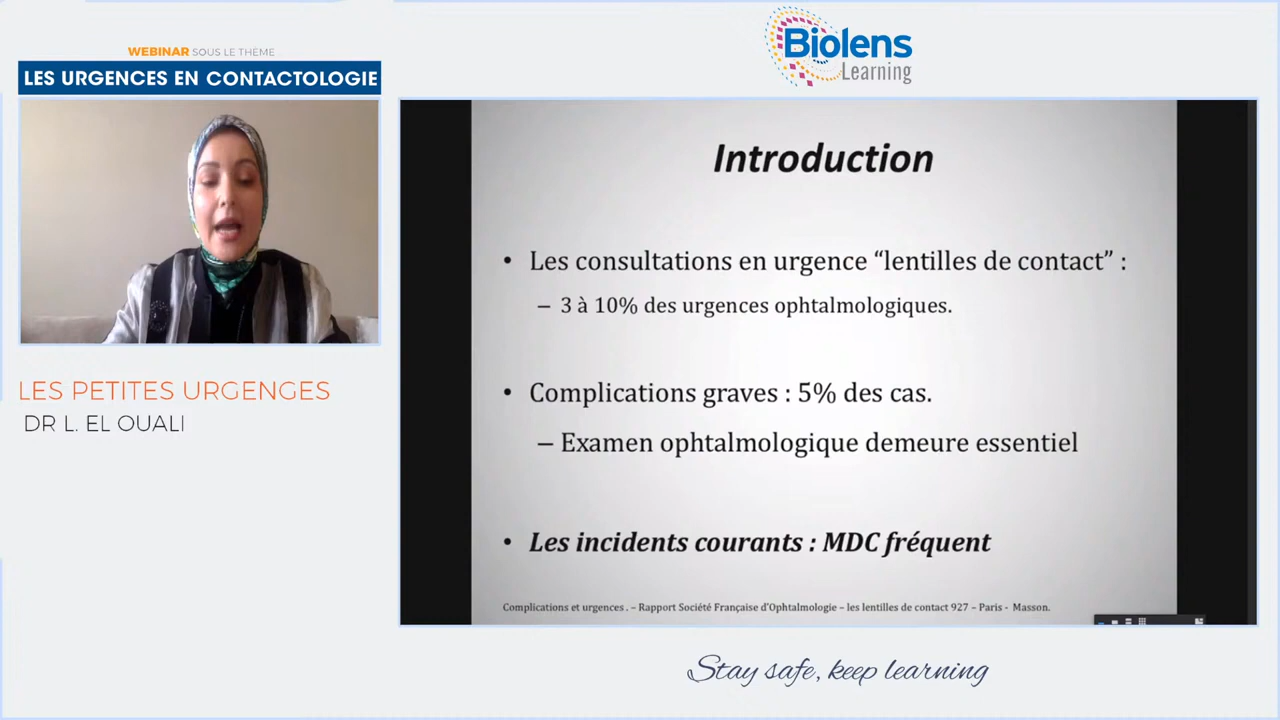 WEBINAR SOUS LE THÈME
LES URGENCES EN CONTACTOLOGIE
LES PETITES URGENGES
DR L. EL OUALI
Biolens
Learning
Introduction
• Les consultations en urgence “lentilles de contact” :
– 3 à 10% des urgences ophtalmologiques.
• Complications graves : 5% des cas.
– Examen ophtalmologique demeure essentiel
• Les incidents courants : MDC fréquent
Complications et urgences . – Rapport Société Française d’Ophtalmologie – les lentilles de contact 927 – Paris - Masson.
Stay safe, keep learning